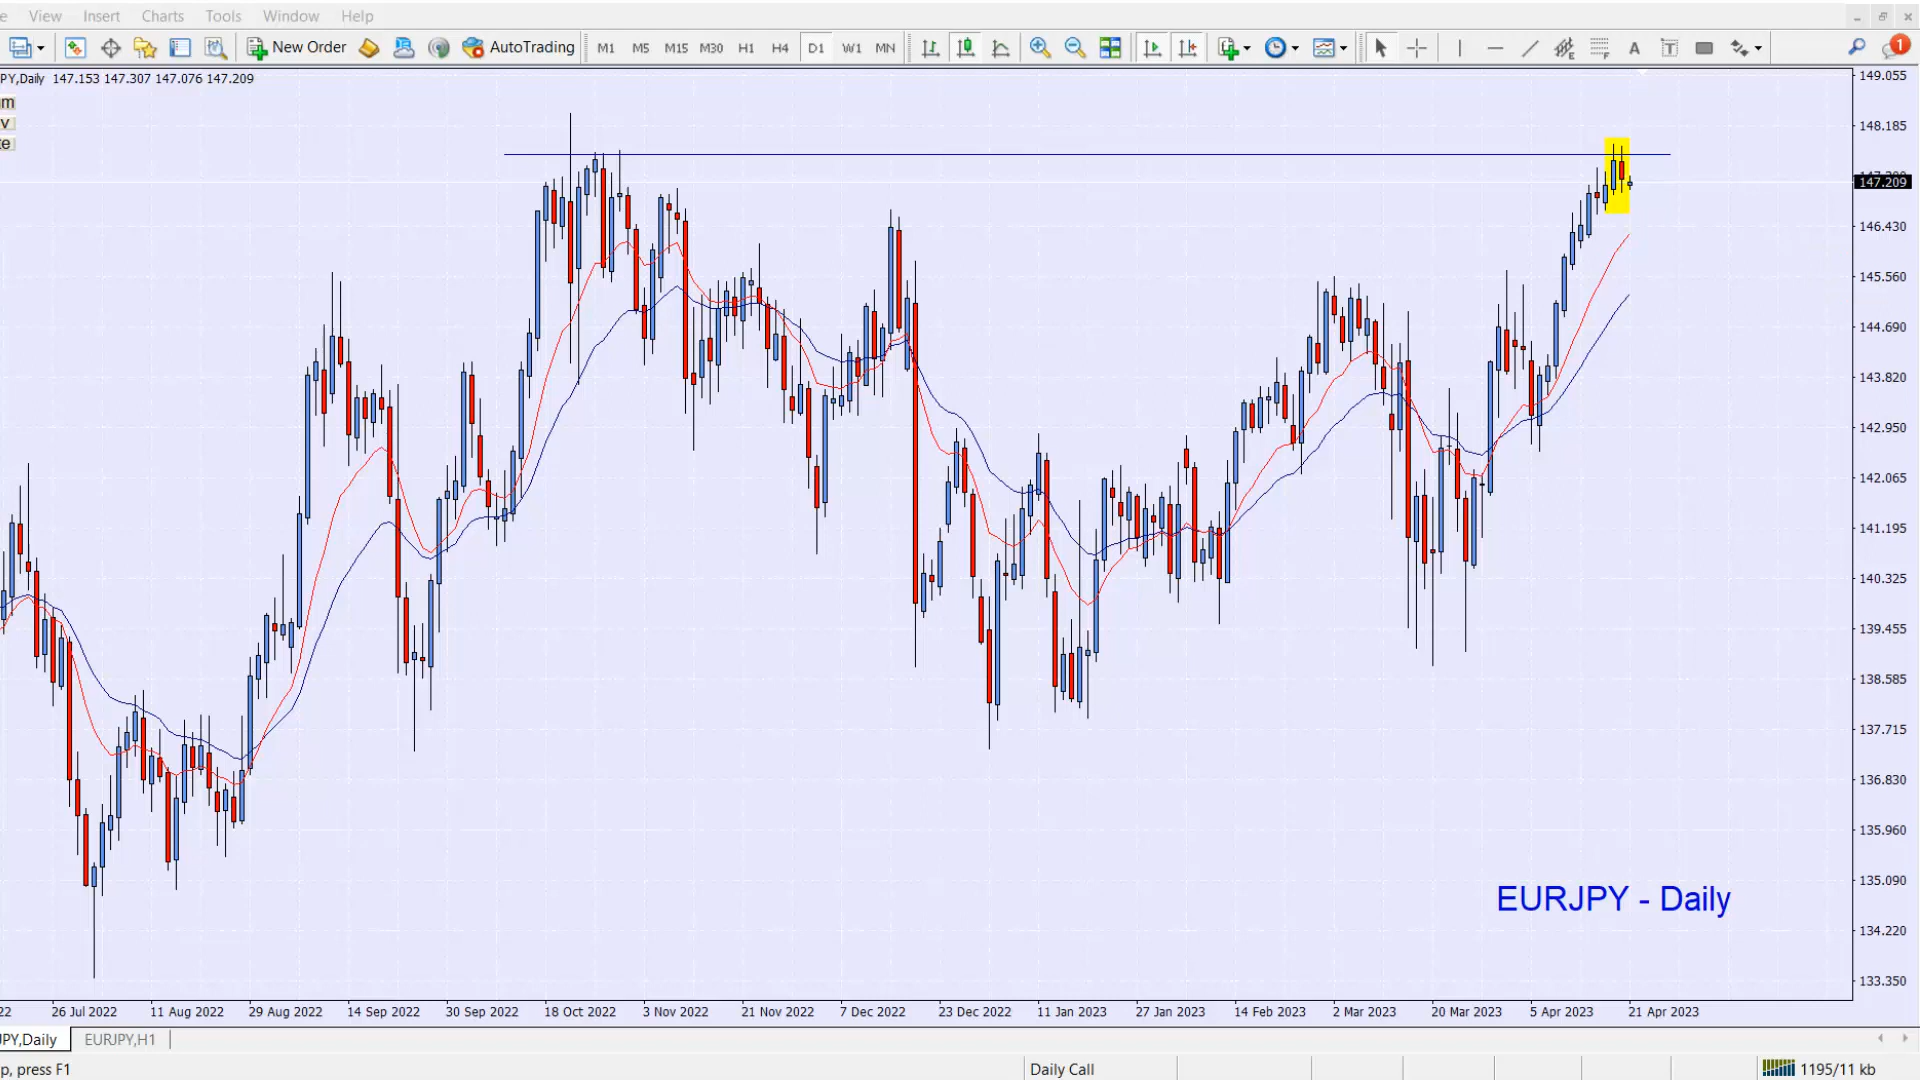 e View Insert Charts Tools Window Help
New Order AutoTrading M1 M5 M15 M30 H1 H4 D1 W1 MN A T 1
PY,Daily 147.153 147.307 147.076 147.209
v
te
149.055
148.185
147.209
146.430
145.560
144.690
143.820
142.950
142.065
141.195
140.325
139.455
138.585
137.715
136.830
135.960
135.090
134.220
133.350
EURJPY - Daily
22 26 Jul 2022 11 Aug 2022 29 Aug 2022 14 Sep 2022 30 Sep 2022 18 Oct 2022 3 Nov 2022 21 Nov 2022 7 Dec 2022 23 Dec 2022 11 Jan 2023 27 Jan 2023 14 Feb 2023 2 Mar 2023 20 Mar 2023 5 Apr 2023 21 Apr 2023
PY,Daily EURJPY,H1
p, press F1 Daily Call 1195/11 kb